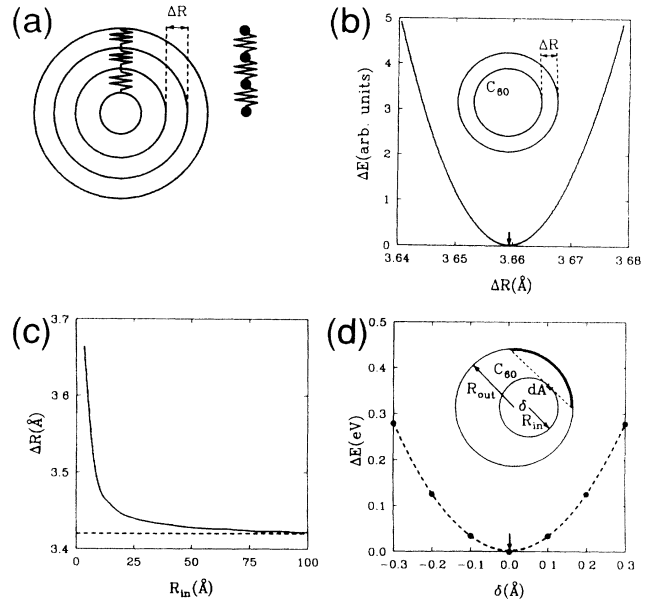 (a)
ΔR
(b)
5
4
3
2
1
0
ΔE(arb. units)
ΔR
C60
3.64 3.65 3.66 3.67 3.68
ΔR(Å)
(c)
3.7
3.6
3.5
3.4
ΔR(Å)
0 25 50 75 100
Rin(Å)
(d)
0.5
0.4
0.3
0.2
0.1
0.0
ΔE(eV)
C60
Rout
dA
δ
Rin
−0.3 −0.2 −0.1 0.0 0.1 0.2 0.3
δ(Å)